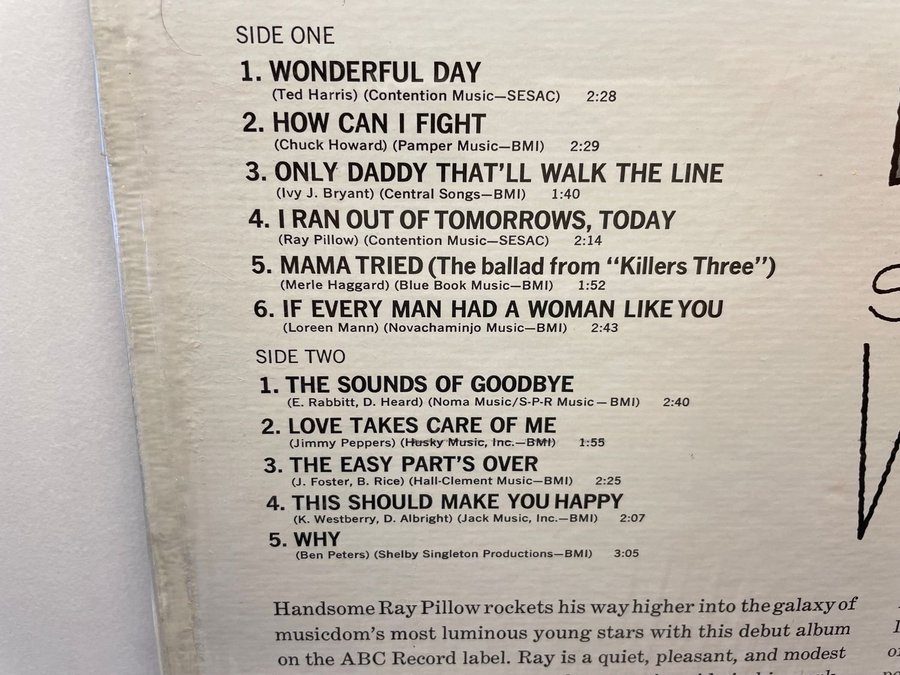 SIDE ONE
1. WONDERFUL DAY
(Ted Harris) (Contention Music—SESAC) 2:28
2. HOW CAN I FIGHT
(Chuck Howard) (Pamper Music—BMI) 2:29
3. ONLY DADDY THAT'LL WALK THE LINE
(Ivy J. Bryant) (Central Songs—BMI) 1:40
4. I RAN OUT OF TOMORROWS, TODAY
(Ray Pillow) (Contention Music—SESAC) 2:14
5. MAMA TRIED (The ballad from "Killers Three")
(Merle Haggard) (Blue Book Music—BMI) 1:52
6. IF EVERY MAN HAD A WOMAN LIKE YOU
(Loreen Mann) (Novachaminjo Music—BMI) 2:43
SIDE TWO
1. THE SOUNDS OF GOODBYE
(E. Rabbitt, D. Heard) (Noma Music/S-P-R Music—BMI) 2:40
2. LOVE TAKES CARE OF ME
(Jimmy Peppers) (Husky Music, Inc.—BMI) 1:55
3. THE EASY PART'S OVER
(J. Foster, B. Rice) (Hall-Clement Music—BMI) 2:25
4. THIS SHOULD MAKE YOU HAPPY
(K. Westberry, D. Albright) (Jack Music, Inc.—BMI) 2:07
5. WHY
(Ben Peters) (Shelby Singleton Productions—BMI) 3:05
Handsome Ray Pillow rockets his way higher into the galaxy of
musicdom's most luminous young stars with this debut album
on the ABC Record label. Ray is a quiet, pleasant, and modest